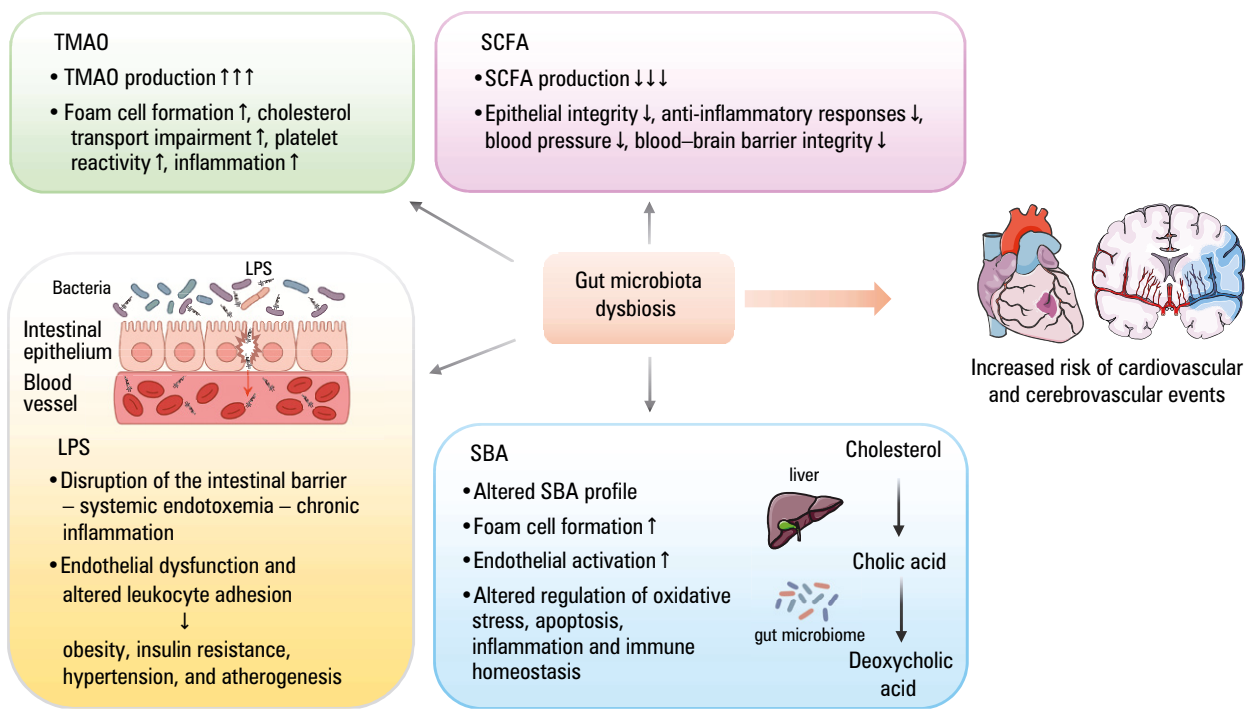 TMAO
• TMAO production ↑↑↑
• Foam cell formation ↑, cholesterol
transport impairment ↑, platelet
reactivity ↑, inflammation ↑
SCFA
• SCFA production ↓↓↓
• Epithelial integrity ↓, anti-inflammatory responses ↓,
blood pressure ↓, blood–brain barrier integrity ↓
Gut microbiota
dysbiosis
Increased risk of cardiovascular
and cerebrovascular events
LPS
Bacteria
Intestinal
epithelium
Blood
vessel
LPS
• Disruption of the intestinal barrier
– systemic endotoxemia – chronic
inflammation
• Endothelial dysfunction and
altered leukocyte adhesion
↓
obesity, insulin resistance,
hypertension, and atherogenesis
SBA
• Altered SBA profile
• Foam cell formation ↑
• Endothelial activation ↑
• Altered regulation of oxidative
stress, apoptosis,
inflammation and immune
homeostasis
Cholesterol
liver
Cholic acid
gut microbiome
Deoxycholic
acid